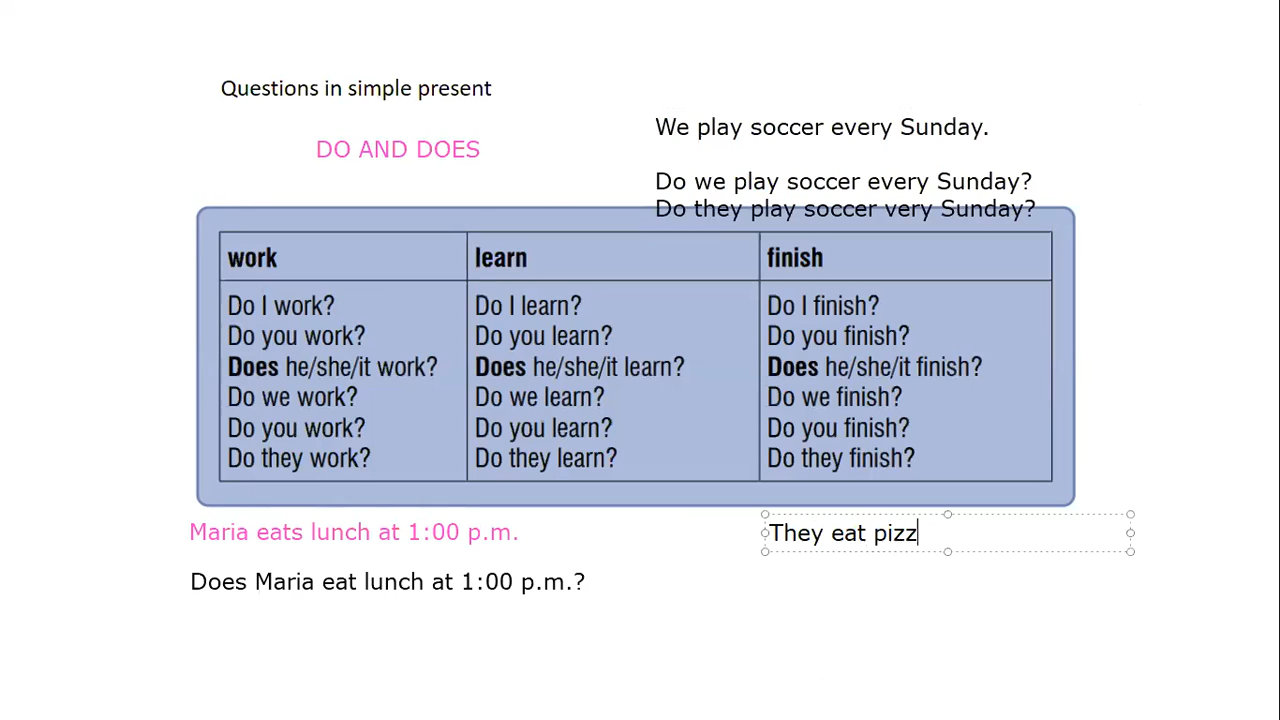 Questions in simple present
DO AND DOES
We play soccer every Sunday.
Do we play soccer every Sunday?
Do they play soccer very Sunday?
work learn finish
Do I work? Do I learn? Do I finish?
Do you work? Do you learn? Do you finish?
Does he/she/it work? Does he/she/it learn? Does he/she/it finish?
Do we work? Do we learn? Do we finish?
Do you work? Do you learn? Do you finish?
Do they work? Do they learn? Do they finish?
Maria eats lunch at 1:00 p.m.
They eat pizz
Does Maria eat lunch at 1:00 p.m.?